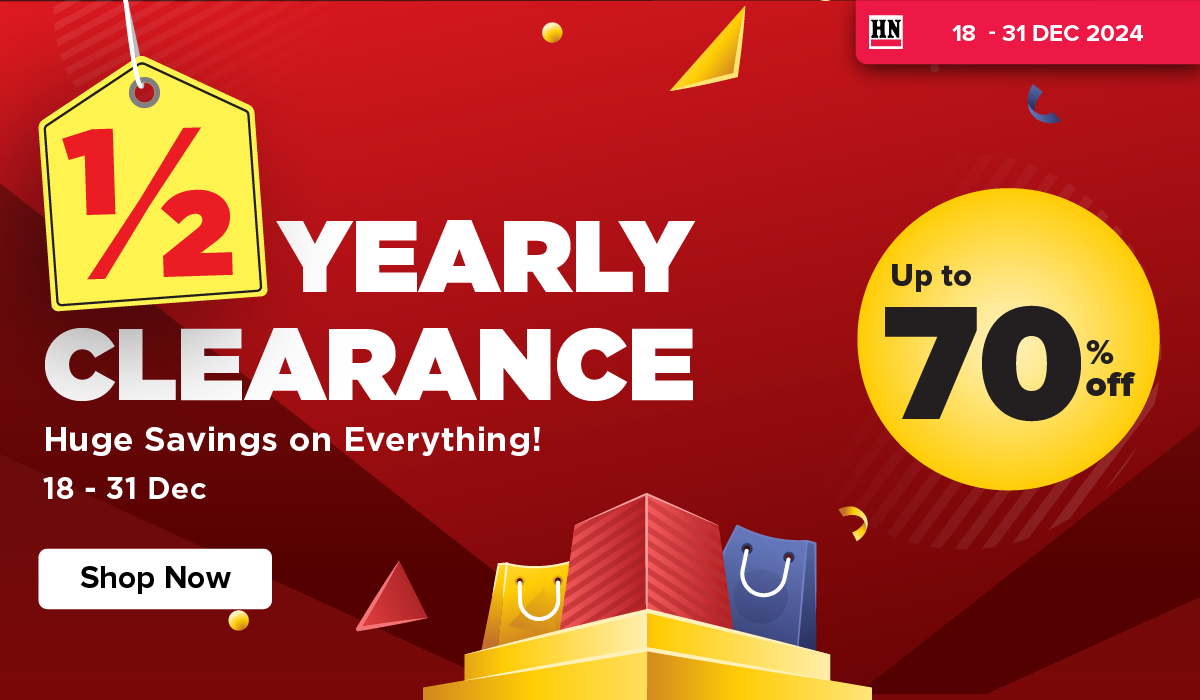 HN
18 - 31 DEC 2024
1/2
YEARLY
CLEARANCE
Huge Savings on Everything!
18 - 31 Dec
Shop Now
Up to
70% off